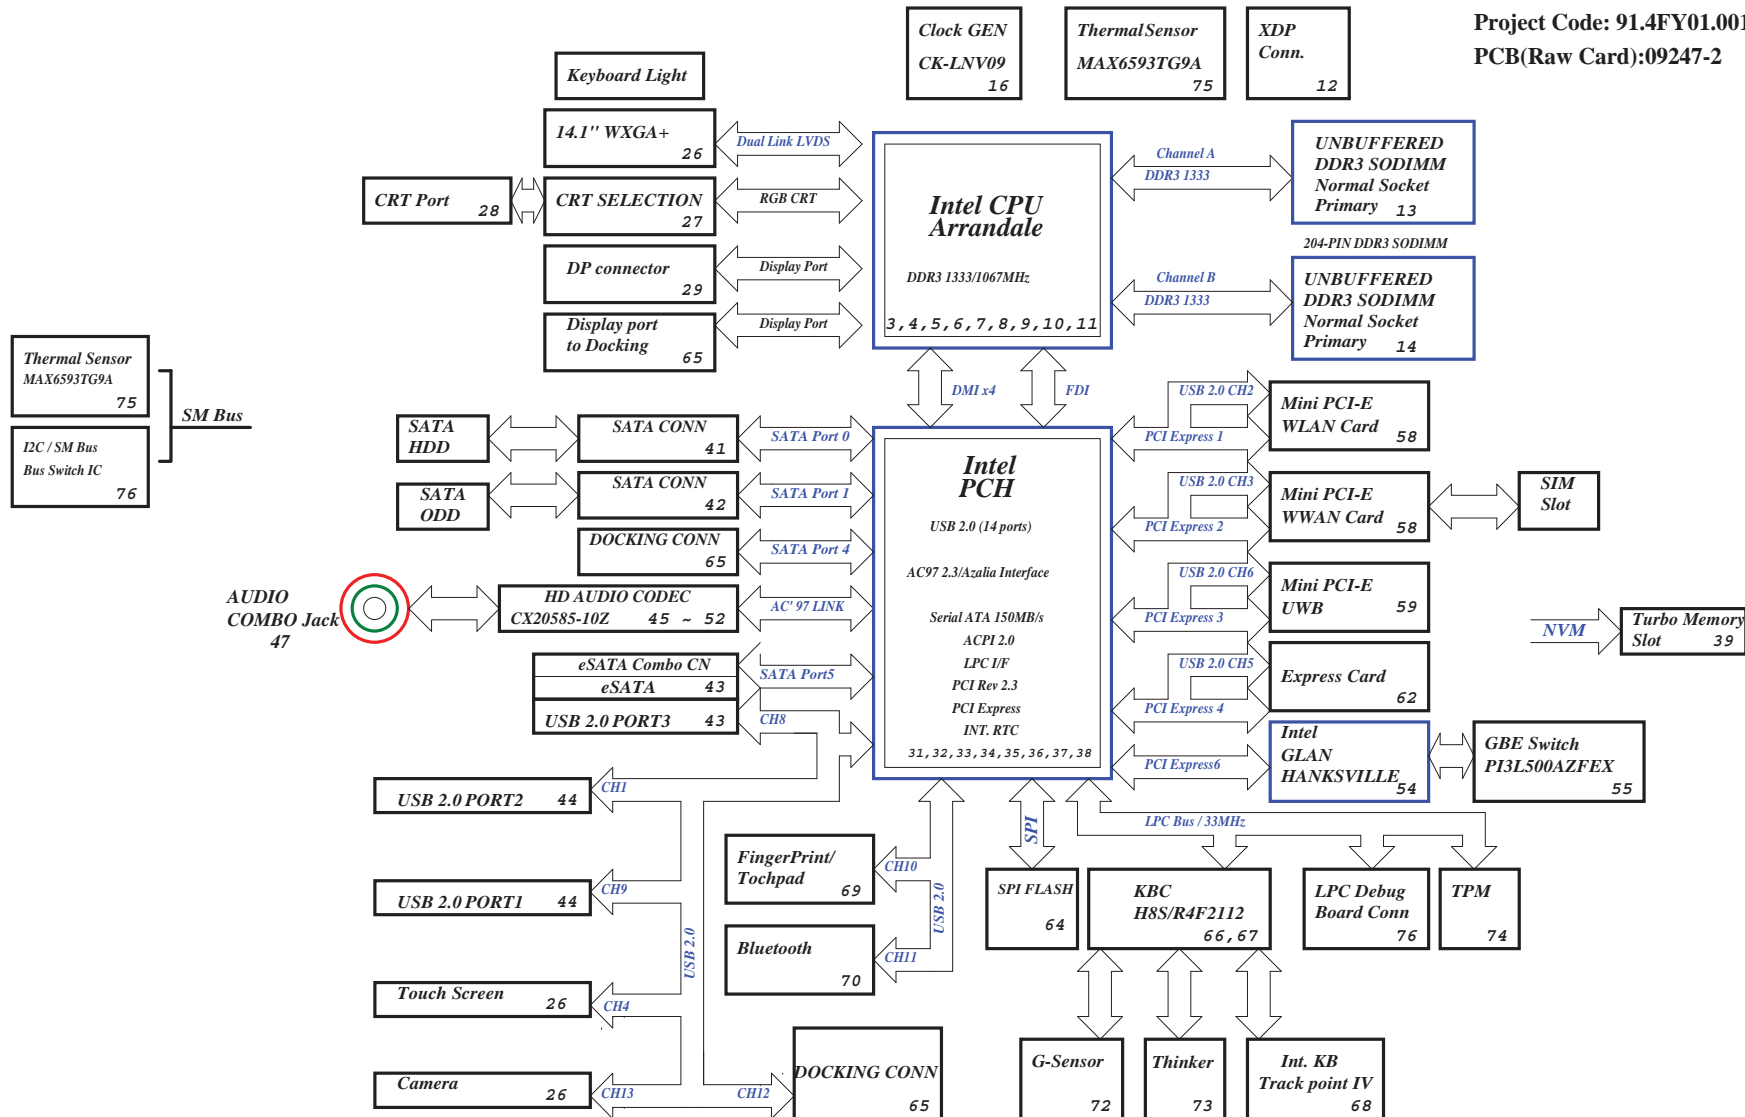 Project Code: 91.4FY01.001
PCB(Raw Card):09247-2
Clock GEN
CK-LNV09
16
ThermalSensor
MAX6593TG9A
75
XDP
Conn.
12
Keyboard Light
14.1" WXGA+
26
Dual Link LVDS
CRT Port
28
CRT SELECTION
27
RGB CRT
DP connector
29
Display Port
Display port
to Docking
65
Display Port
Intel CPU
Arrandale
DDR3 1333/1067MHz
3,4,5,6,7,8,9,10,11
Channel A
DDR3 1333
UNBUFFERED
DDR3 SODIMM
Normal Socket
Primary 13
204-PIN DDR3 SODIMM
Channel B
DDR3 1333
UNBUFFERED
DDR3 SODIMM
Normal Socket
Primary 14
Thermal Sensor
MAX6593TG9A
75
SM Bus
I2C / SM Bus
Bus Switch IC
76
DMI x4
FDI
SATA
HDD
SATA CONN
41
SATA Port 0
SATA
ODD
SATA CONN
42
SATA Port 1
DOCKING CONN
65
SATA Port 4
AUDIO
COMBO Jack
47
HD AUDIO CODEC
CX20585-10Z 45 ~ 52
AC' 97 LINK
eSATA Combo CN
eSATA 43
SATA Port5
USB 2.0 PORT3 43
CH8
Intel
PCH
USB 2.0 (14 ports)
AC97 2.3/Azalia Interface
Serial ATA 150MB/s
ACPI 2.0
LPC I/F
PCI Rev 2.3
PCI Express
INT. RTC
31,32,33,34,35,36,37,38
USB 2.0 CH2
PCI Express 1
Mini PCI-E
WLAN Card
58
USB 2.0 CH3
PCI Express 2
Mini PCI-E
WWAN Card
58
SIM
Slot
USB 2.0 CH6
PCI Express 3
Mini PCI-E
UWB
59
NVM
Turbo Memory
Slot 39
USB 2.0 CH5
PCI Express 4
Express Card
62
PCI Express6
Intel
GLAN
HANKSVILLE
54
GBE Switch
PI3L500AZFEX
55
USB 2.0 PORT2 44
CH1
USB 2.0 PORT1 44
CH9
USB 2.0
Touch Screen 26
CH4
Camera 26
CH13
CH12
DOCKING CONN
65
FingerPrint/
Tochpad
69
CH10
USB 2.0
Bluetooth
70
CH11
SPI
LPC Bus / 33MHz
SPI FLASH
64
KBC
H8S/R4F2112
66,67
LPC Debug
Board Conn
76
TPM
74
G-Sensor
72
Thinker
73
Int. KB
Track point IV
68